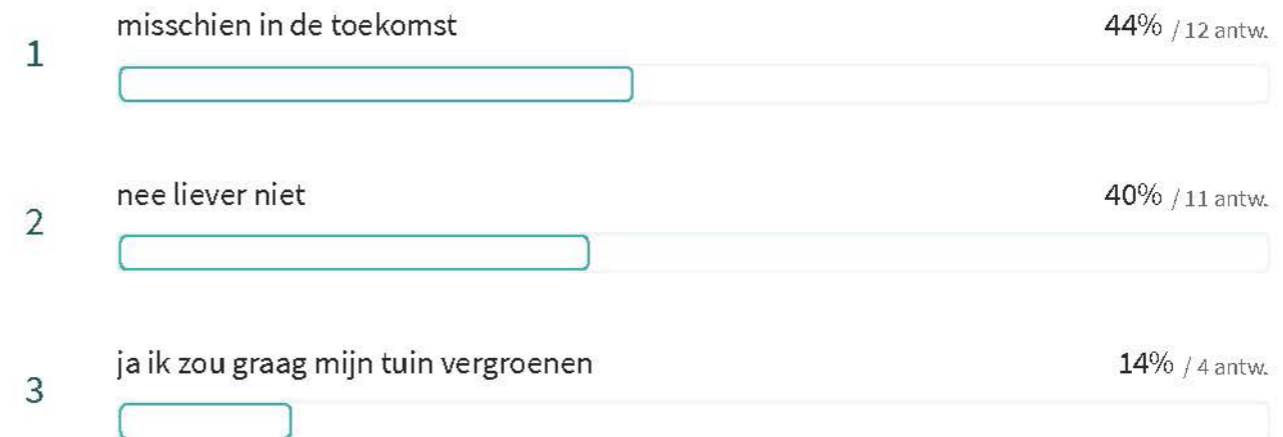 misschien in de toekomst 44% / 12 antw.
1
nee liever niet 40% / 11 antw.
2
ja ik zou graag mijn tuin vergroenen 14% / 4 antw.
3